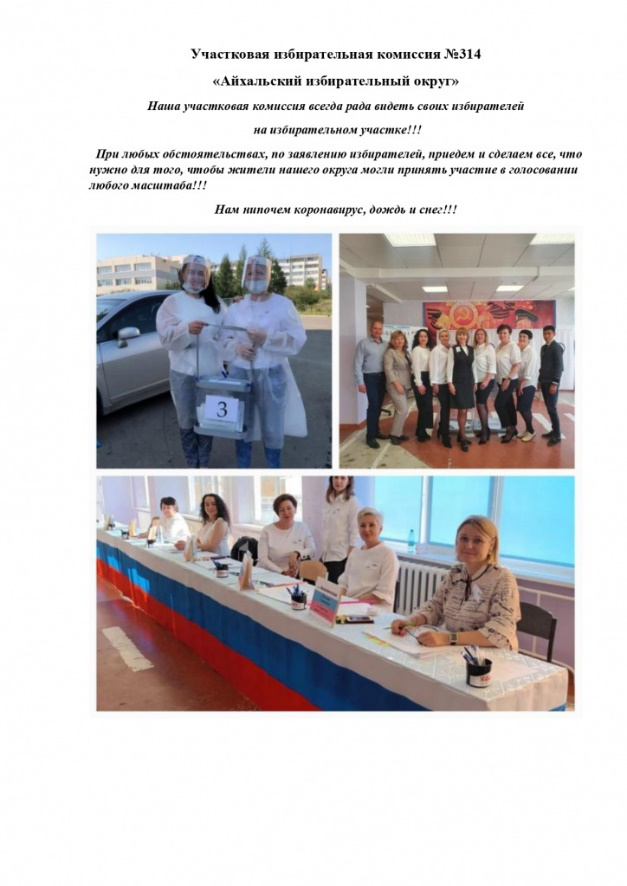 Участковая избирательная комиссия №314
«Айхальский избирательный округ»
Наша участковая комиссия всегда рада видеть своих избирателей
на избирательном участке!!!
При любых обстоятельствах, по заявлению избирателей, приедем и сделаем все, что
нужно для того, чтобы жители нашего округа могли принять участие в голосовании
любого масштаба!!!
Нам нипочем коронавирус, дождь и снег!!!
3